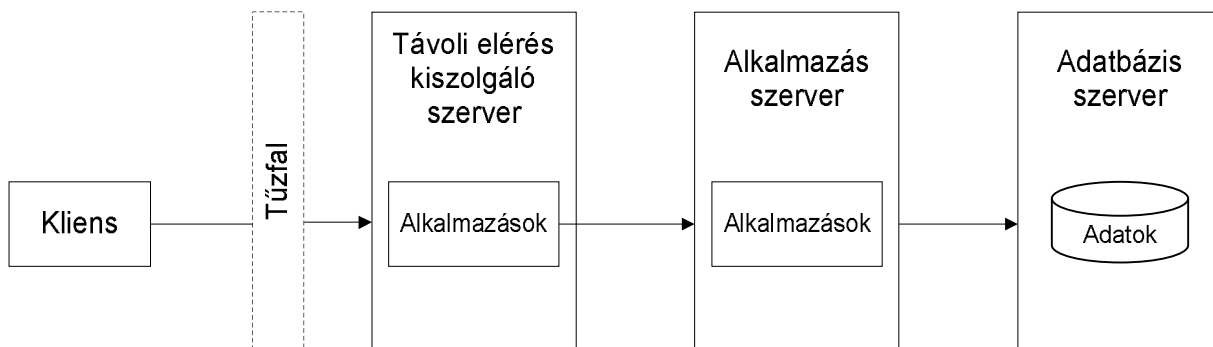 Kliens
Tűzfal
Távoli elérés
kiszolgáló
szerver
Alkalmazások
Alkalmazás
szerver
Alkalmazások
Adatbázis
szerver
Adatok